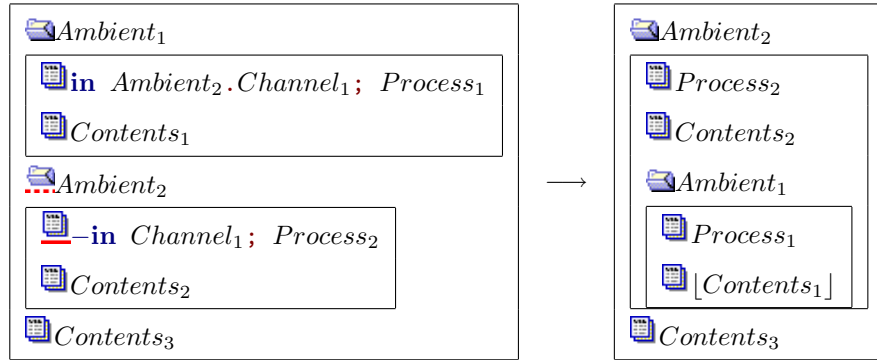 Ambient₁
in Ambient₂.Channel₁; Process₁
Contents₁
Ambient₂
−in Channel₁; Process₂
Contents₂
Contents₃
⟶
Ambient₂
Process₂
Contents₂
Ambient₁
Process₁
⌊Contents₁⌋
Contents₃